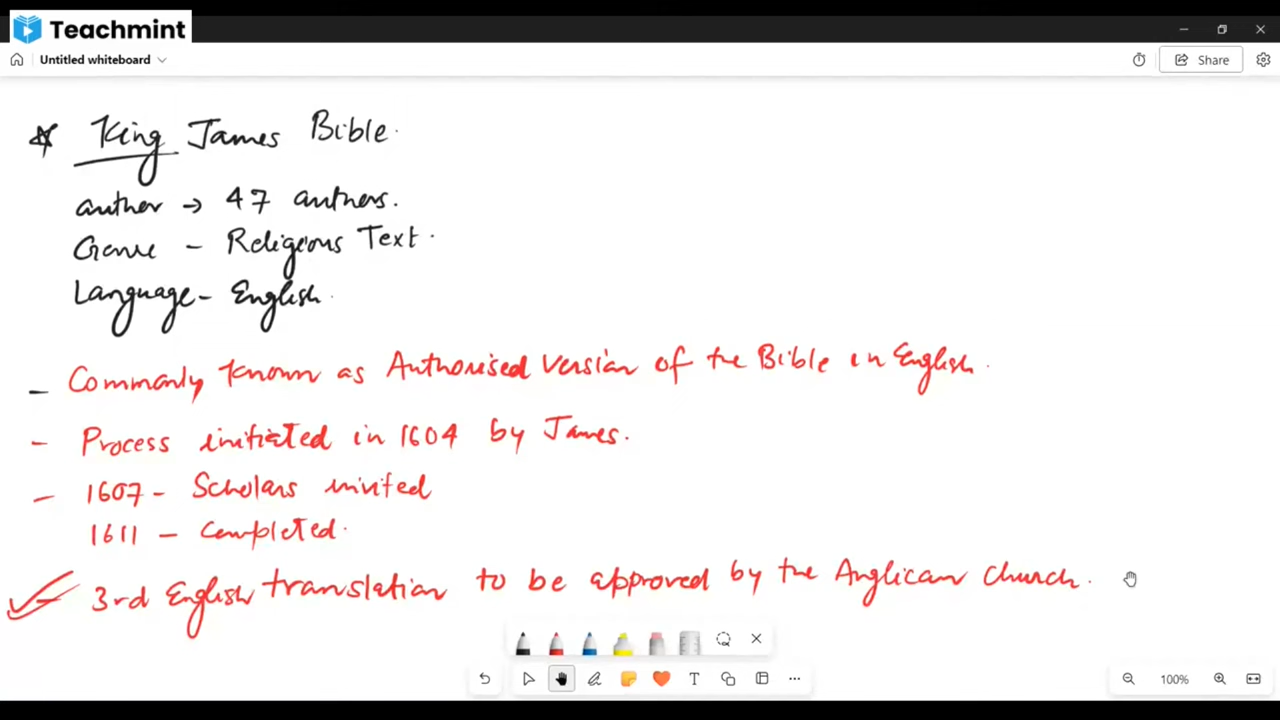 Teachmint
Untitled whiteboard
Share
King James Bible.
author → 47 authors.
Genre - Religious Text.
Language - English.
- Commonly known as Authorised Version of the Bible in English.
- Process initiated in 1604 by James.
- 1607 - Scholars invited
1611 - Completed.
- 3rd English translation to be approved by the Anglican Church.
100%